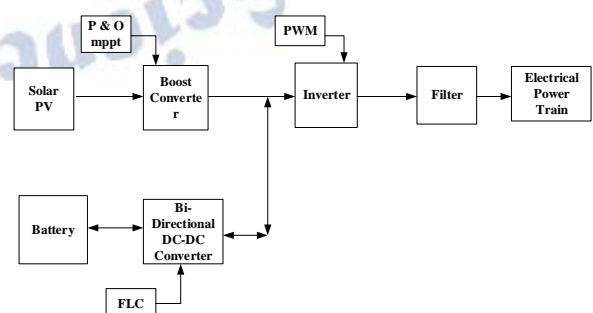 P & O
mppt
PWM
Solar
PV
Boost
Converte
r
Inverter
Filter
Electrical
Power
Train
Battery
Bi-
Directional
DC-DC
Converter
FLC